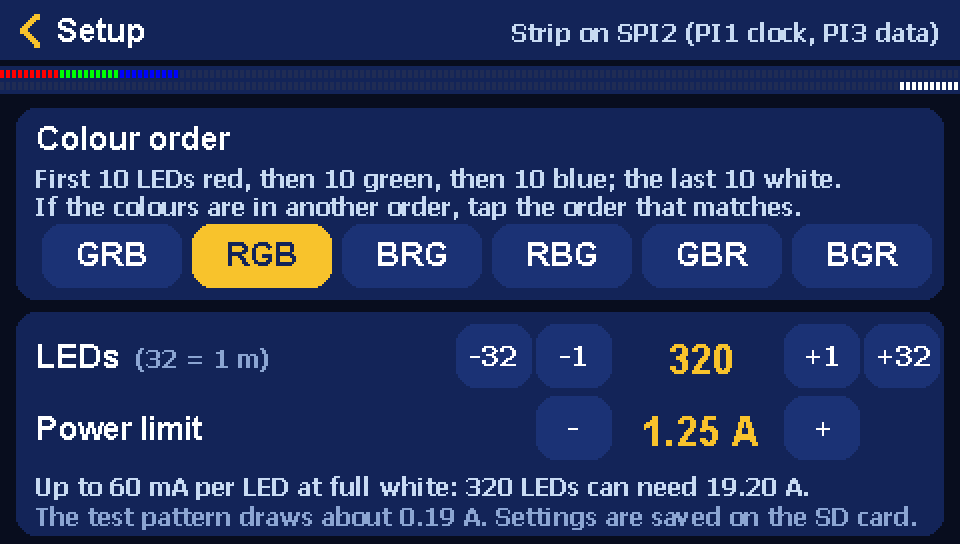 Setup
Strip on SPI2 (PI1 clock, PI3 data)
Colour order
First 10 LEDs red, then 10 green, then 10 blue; the last 10 white.
If the colours are in another order, tap the order that matches.
GRB RGB BRG RBG GBR BGR
LEDs (32 = 1 m) -32 -1 320 +1 +32
Power limit - 1.25 A +
Up to 60 mA per LED at full white: 320 LEDs can need 19.20 A.
The test pattern draws about 0.19 A. Settings are saved on the SD card.